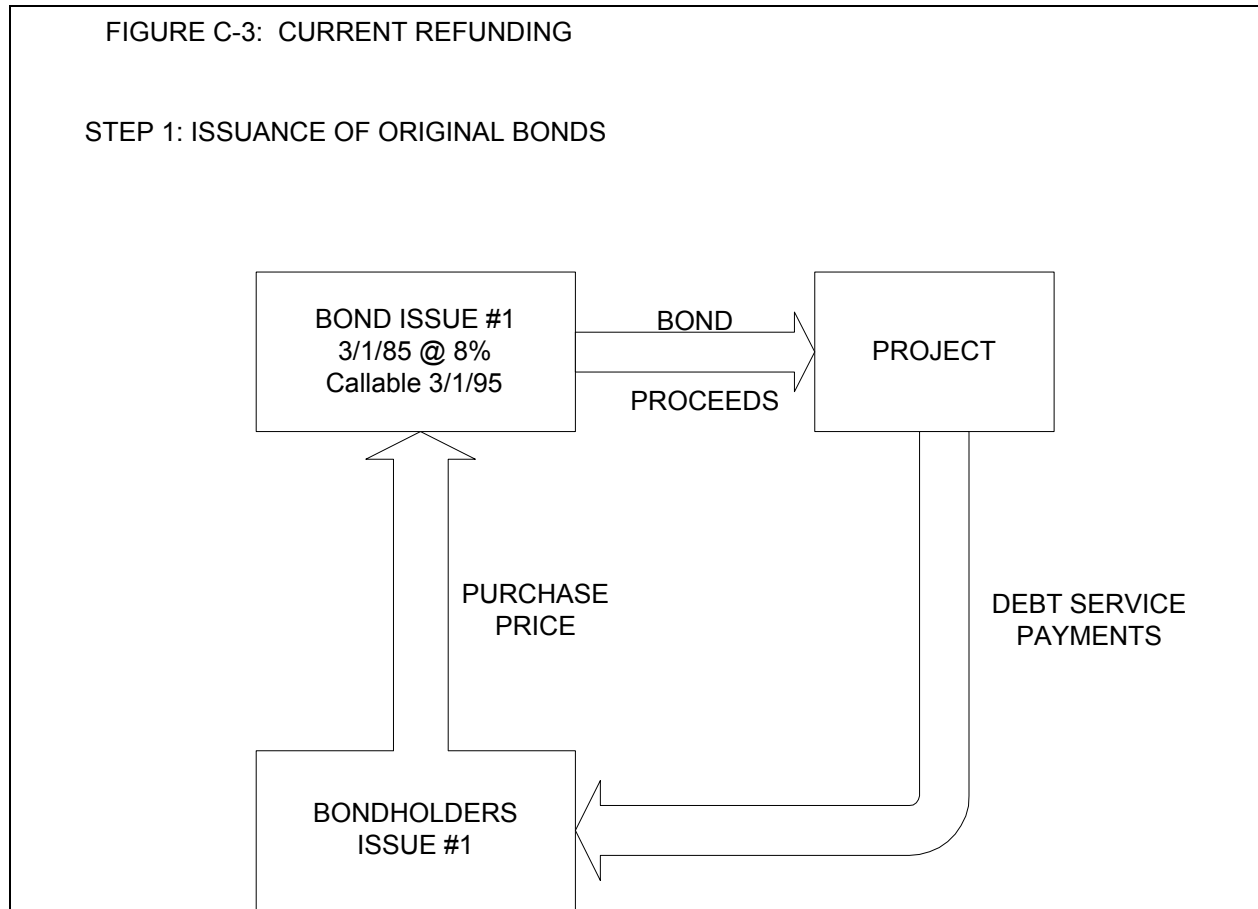 FIGURE C-3: CURRENT REFUNDING
STEP 1: ISSUANCE OF ORIGINAL BONDS
BOND ISSUE #1
3/1/85 @ 8%
Callable 3/1/95
BOND
PROCEEDS
PROJECT
PURCHASE
PRICE
DEBT SERVICE
PAYMENTS
BONDHOLDERS
ISSUE #1